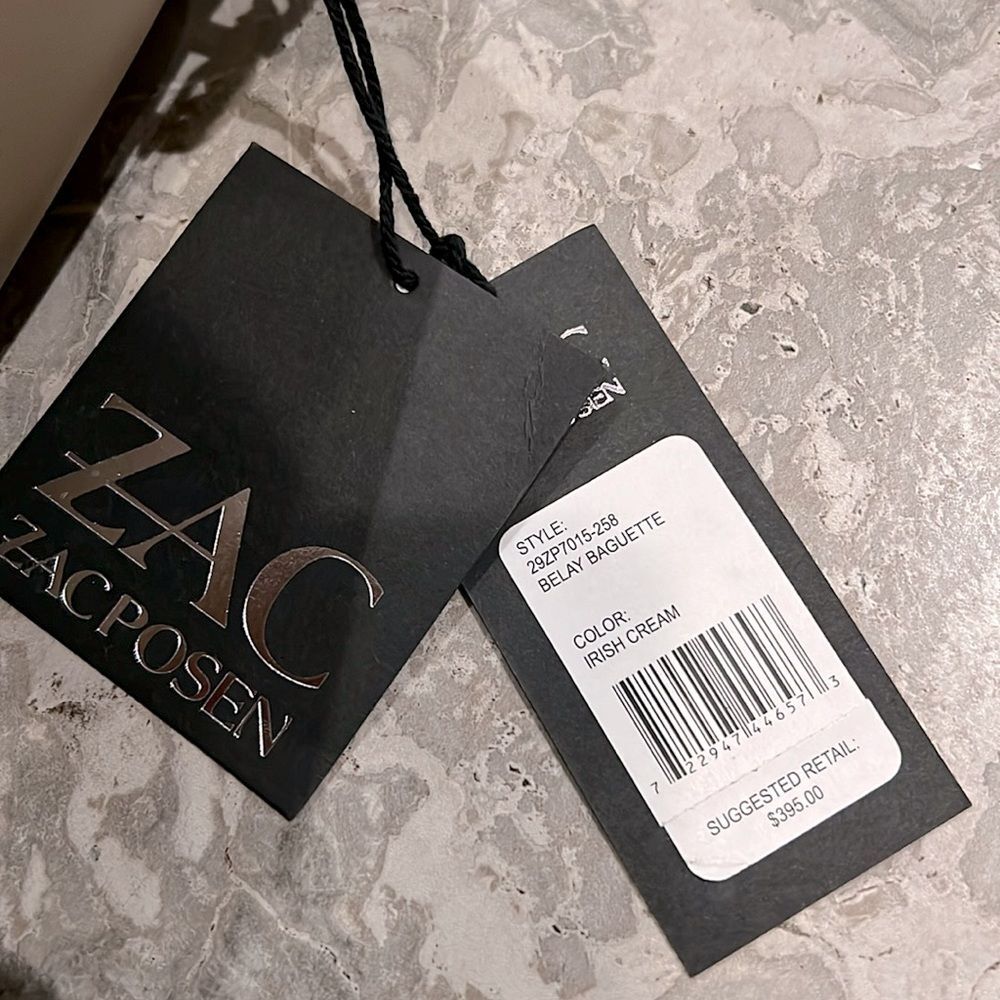 ZAC
ZACPOSEN
STYLE:
29ZP7015-258
BELAY BAGUETTE
COLOR:
IRISH CREAM
7 22947 44657 3
SUGGESTED RETAIL:
$395.00